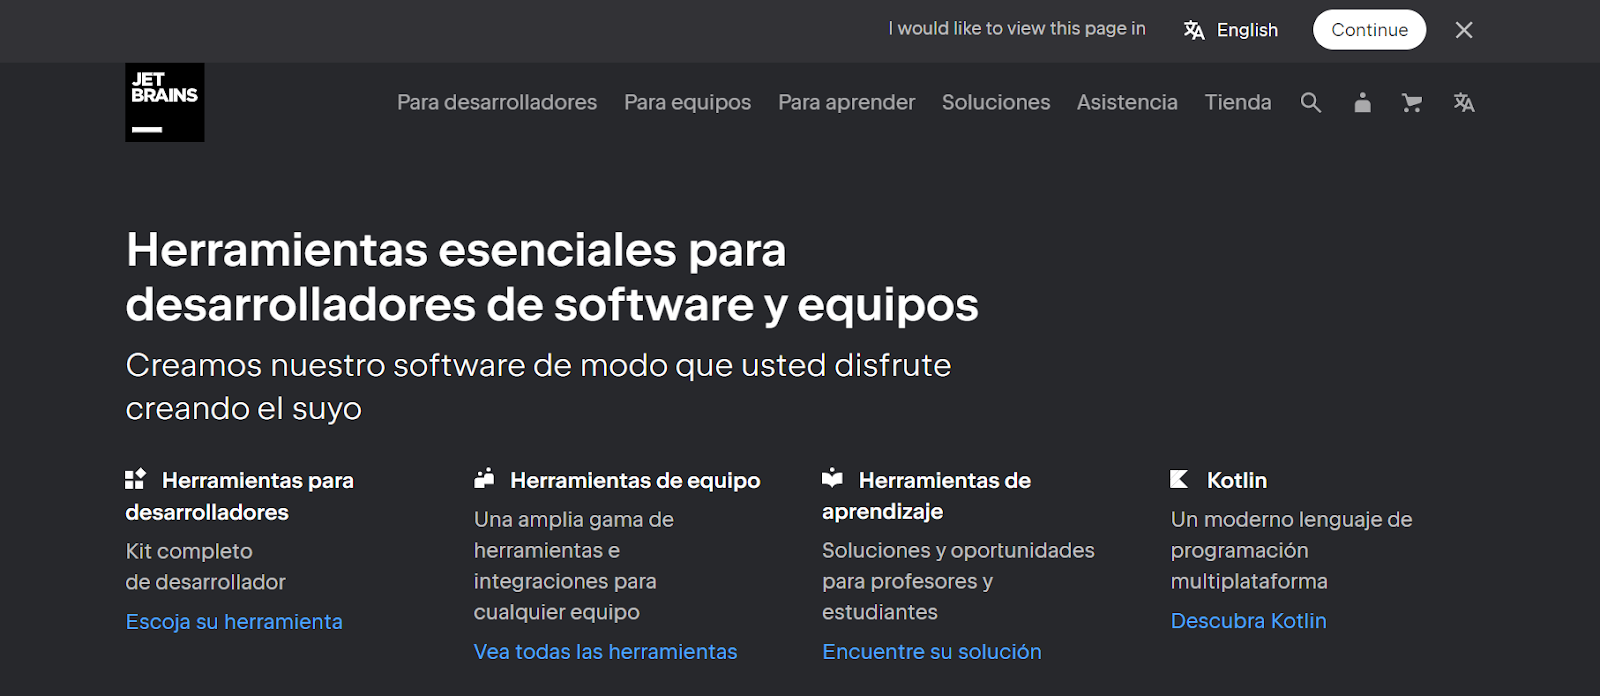 I would like to view this page in English Continue
JET
BRAINS
Para desarrolladores Para equipos Para aprender Soluciones Asistencia Tienda
Herramientas esenciales para
desarrolladores de software y equipos
Creamos nuestro software de modo que usted disfrute
creando el suyo
Herramientas para
desarrolladores
Kit completo
de desarrollador
Escoja su herramienta
Herramientas de equipo
Una amplia gama de
herramientas e
integraciones para
cualquier equipo
Vea todas las herramientas
Herramientas de
aprendizaje
Soluciones y oportunidades
para profesores y
estudiantes
Encuentre su solución
Kotlin
Un moderno lenguaje de
programación
multiplataforma
Descubra Kotlin